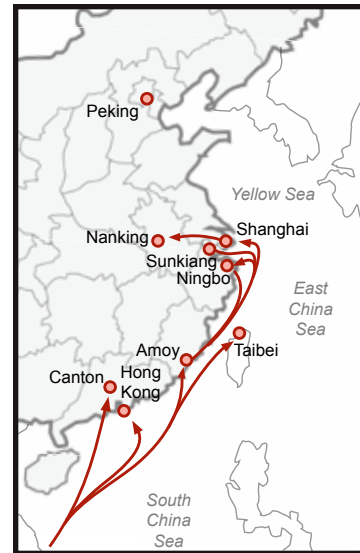 Peking
Yellow Sea
Shanghai
Nanking
Sunkiang
Ningbo
East
China
Sea
Taibei
Amoy
Hong
Kong
Canton
South
China
Sea